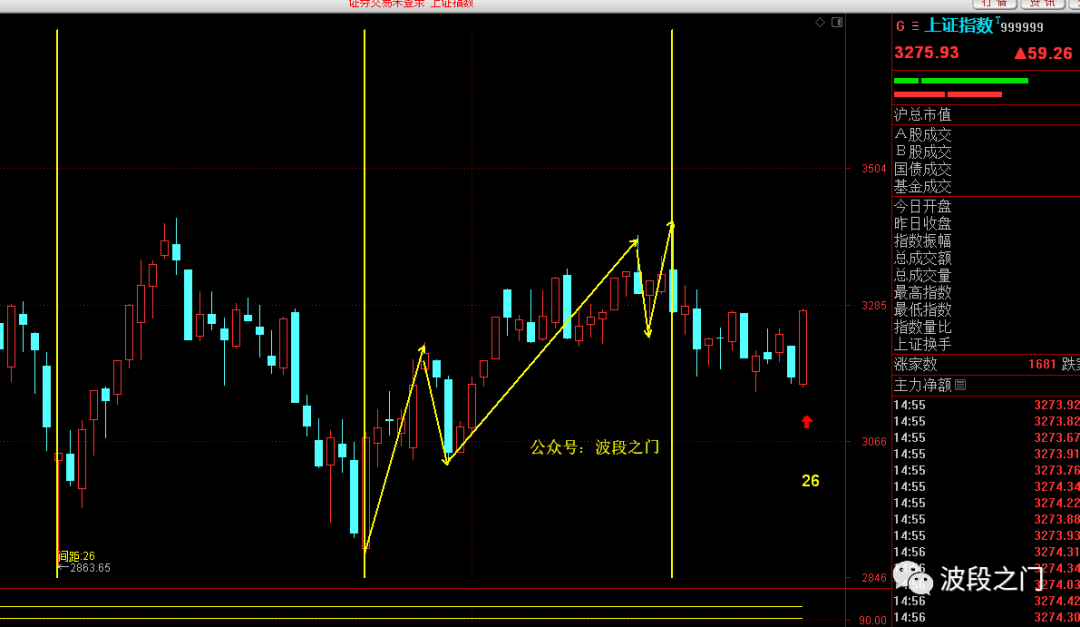 证券交易未登录 上证指数
行情
资讯
G 三 上证指数 T 999999
3275.93 ▲59.26
沪总市值
A股成交
B股成交
国债成交
基金成交
今日开盘
昨日收盘
指数振幅
总成交额
总成交量
最高指数
最低指数
指数量比
上证换手
涨家数 1681 跌家
主力净额
14:55 3273.92
14:55 3273.82
14:55 3273.67
14:55 3273.91
14:55 3273.76
14:55 3274.34
14:55 3274.22
14:55 3273.88
14:55 3273.93
14:56 3274.31
3274.34
3274.03
14:56 3274.42
14:56 3274.30
3504
3285
3066
2846
90.00
公众号：波段之门
26
间距:26
←2863.65
波段之门